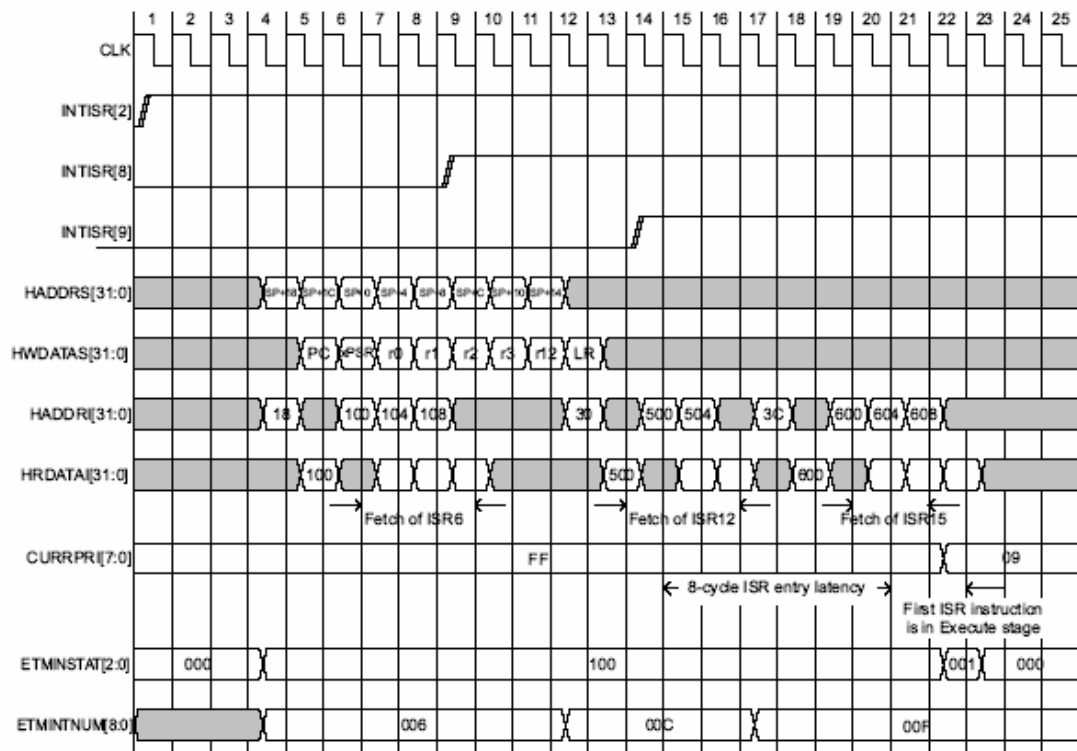 1 2 3 4 5 6 7 8 9 10 11 12 13 14 15 16 17 18 19 20 21 22 23 24 25
CLK
INTISR[2]
INTISR[8]
INTISR[9]
HADDRS[31:0] SP+18 SP+1C SP+0 SP+4 SP+8 SP+C SP+10 SP+14
HWDATAS[31:0] PC xPSR r0 r1 r2 r3 r12 LR
HADDRI[31:0] 18 100 104 108 30 500 504 3C 600 604 608
HRDATAI[31:0] 100 500 600
Fetch of ISR6 Fetch of ISR12 Fetch of ISR15
CURRPRI[7:0] FF 09
8-cycle ISR entry latency
First ISR instruction
is in Execute stage
ETMINSTAT[2:0] 000 100 001 000
ETMINTNUM[8:0] 006 00C 00F